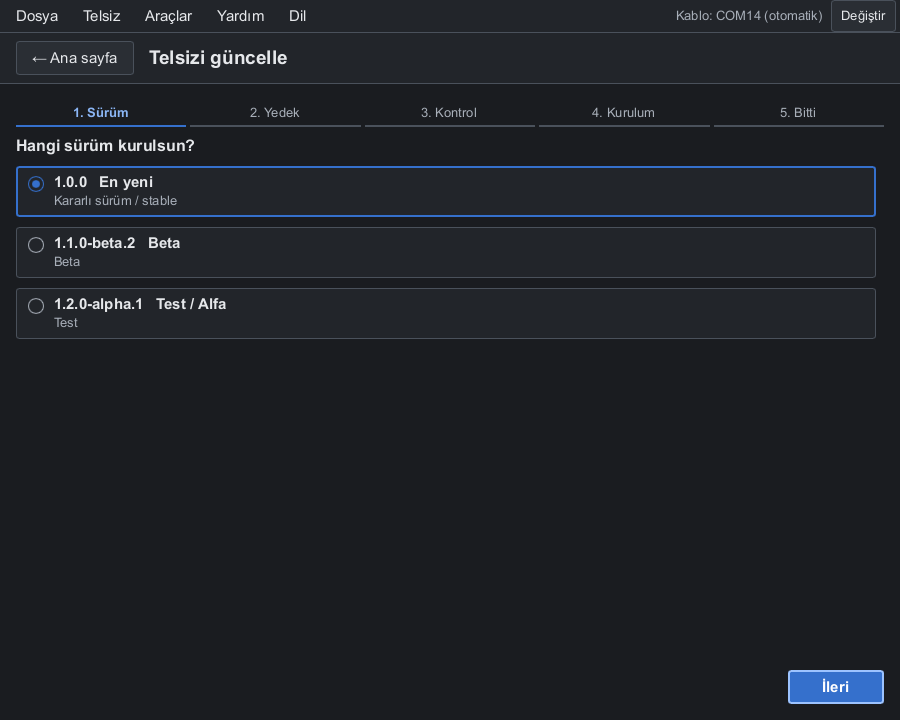 Dosya Telsiz Araçlar Yardım Dil Kablo: COM14 (otomatik) Değiştir
← Ana sayfa Telsizi güncelle
1. Sürüm 2. Yedek 3. Kontrol 4. Kurulum 5. Bitti
Hangi sürüm kurulsun?
1.0.0 En yeni
Kararlı sürüm / stable
1.1.0-beta.2 Beta
Beta
1.2.0-alpha.1 Test / Alfa
Test
İleri